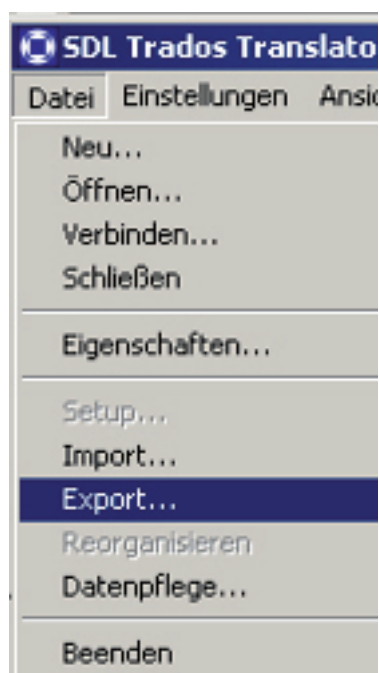 SDL Trados Translato
Datei Einstellungen Ansic
Neu...
Öffnen...
Verbinden...
Schließen
Eigenschaften...
Setup...
Import...
Export...
Reorganisieren
Datenpflege...
Beenden